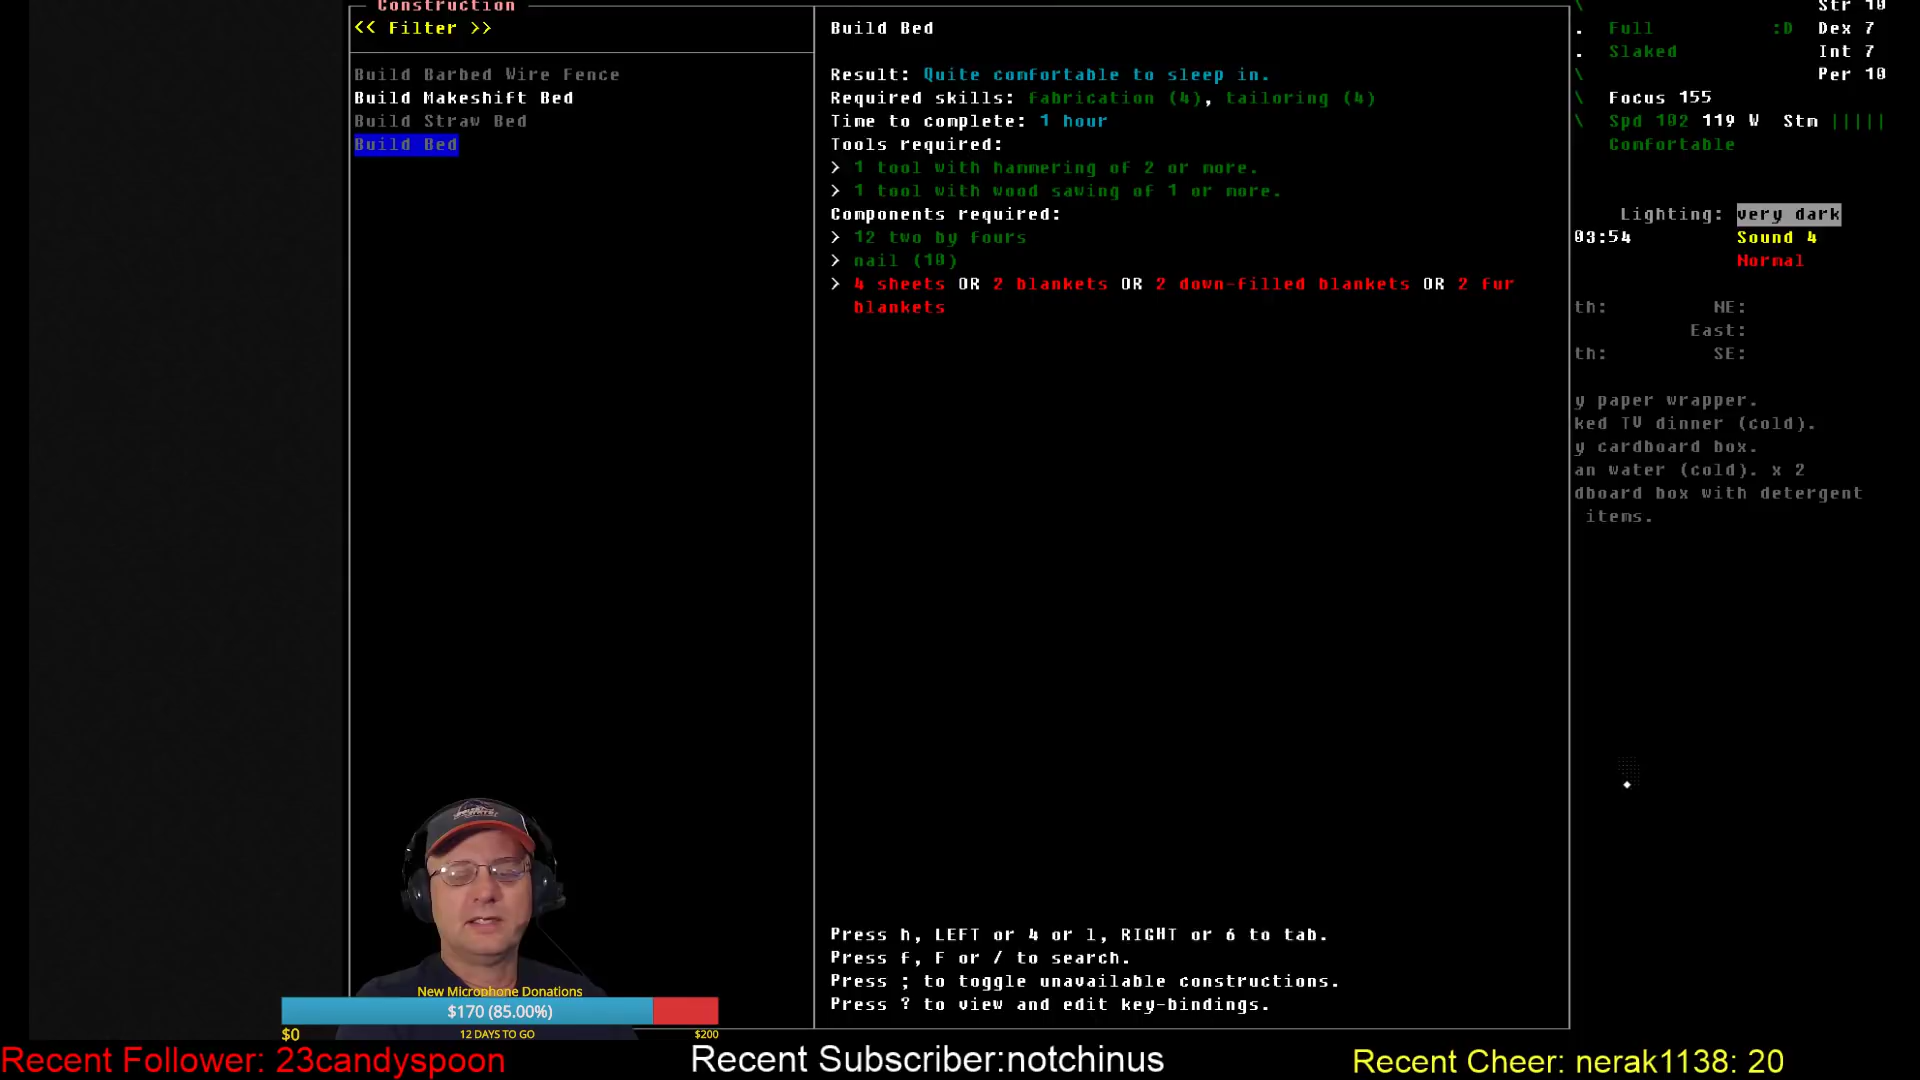 Construction
<< Filter >>
Build Barbed Wire Fence
Build Makeshift Bed
Build Straw Bed
Build Bed
Build Bed
Result: Quite comfortable to sleep in.
Required skills: fabrication (4), tailoring (4)
Time to complete: 1 hour
Tools required:
> 1 tool with hammering of 2 or more.
> 1 tool with wood sawing of 1 or more.
Components required:
> 12 two by fours
> nail (10)
> 4 sheets OR 2 blankets OR 2 down-filled blankets OR 2 fur
blankets
Press h, LEFT or 4 or l, RIGHT or 6 to tab.
Press f, F or / to search.
Press ; to toggle unavailable constructions.
Press ? to view and edit key-bindings.
\ Str 10
. Full :D Dex 7
. Slaked Int 7
\ Per 10
\ Focus 155
\ Spd 102 119 W Stm |||||
Comfortable
Lighting: very dark
03:54 Sound 4
Normal
th: NE:
East:
th: SE:
y paper wrapper.
ked TV dinner (cold).
y cardboard box.
an water (cold). x 2
dboard box with detergent
items.
New Microphone Donations
$170 (85.00%)
$0 12 DAYS TO GO $200
Recent Follower: 23candyspoon
Recent Subscriber:notchinus
Recent Cheer: nerak1138: 20